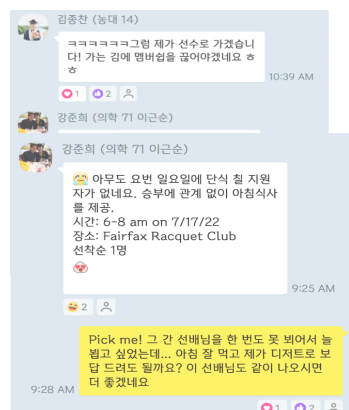 김종찬 (농대 14)
ㅋㅋㅋㅋㅋㅋ그럼 제가 선수로 가겠습니
다! 가는 김에 멤버쉽을 끊어야겠네요 ㅎ
ㅎ
10:39 AM
1 2
강준희 (의학 71 이근순)
강준희 (의학 71 이근순)
아무도 요번 일요일에 단식 칠 지원
자가 없네요. 승부에 관계 없이 아침식사
를 제공.
시간: 6-8 am on 7/17/22
장소: Fairfax Racquet Club
선착순 1명
9:25 AM
2
Pick me! 그 간 선배님을 한 번도 못 뵈어서 늘
뵙고 싶었는데... 아침 잘 먹고 제가 디저트로 보
답 드려도 될까요? 이 선배님도 같이 나오시면
더 좋겠네요
9:28 AM
1 2